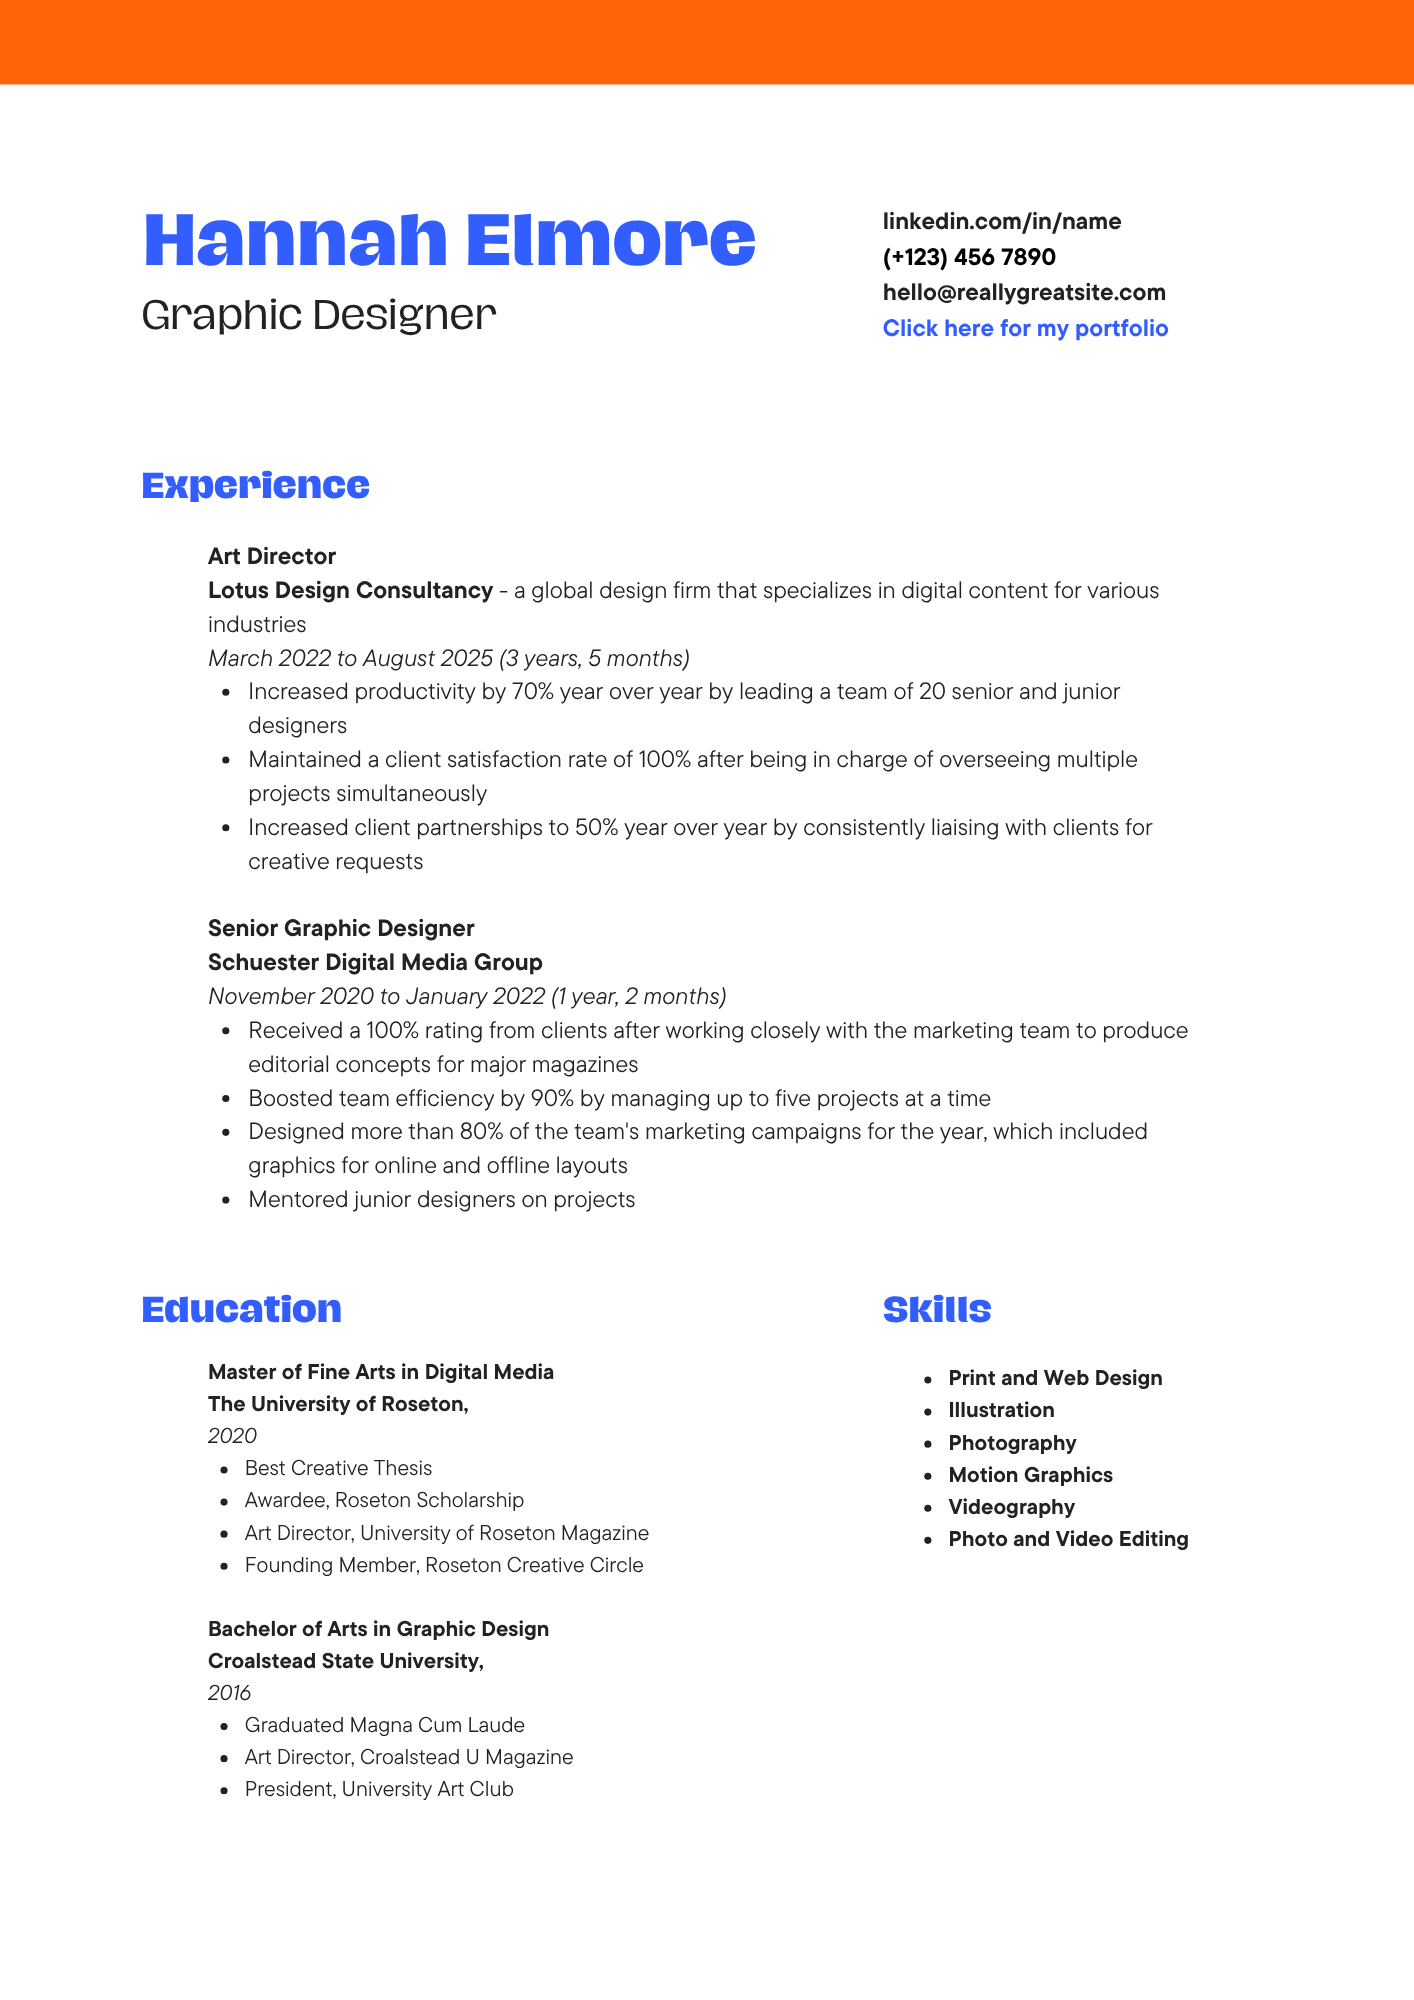 Hannah Elmore
Graphic Designer
linkedin.com/in/name
(+123) 456 7890
hello@reallygreatsite.com
Click here for my portfolio
Experience
Art Director
Lotus Design Consultancy - a global design firm that specializes in digital content for various
industries
March 2022 to August 2025 (3 years, 5 months)
• Increased productivity by 70% year over year by leading a team of 20 senior and junior
designers
• Maintained a client satisfaction rate of 100% after being in charge of overseeing multiple
projects simultaneously
• Increased client partnerships to 50% year over year by consistently liaising with clients for
creative requests
Senior Graphic Designer
Schuester Digital Media Group
November 2020 to January 2022 (1 year, 2 months)
• Received a 100% rating from clients after working closely with the marketing team to produce
editorial concepts for major magazines
• Boosted team efficiency by 90% by managing up to five projects at a time
• Designed more than 80% of the team's marketing campaigns for the year, which included
graphics for online and offline layouts
• Mentored junior designers on projects
Education
Master of Fine Arts in Digital Media
The University of Roseton,
2020
• Best Creative Thesis
• Awardee, Roseton Scholarship
• Art Director, University of Roseton Magazine
• Founding Member, Roseton Creative Circle
Bachelor of Arts in Graphic Design
Croalstead State University,
2016
• Graduated Magna Cum Laude
• Art Director, Croalstead U Magazine
• President, University Art Club
Skills
• Print and Web Design
• Illustration
• Photography
• Motion Graphics
• Videography
• Photo and Video Editing